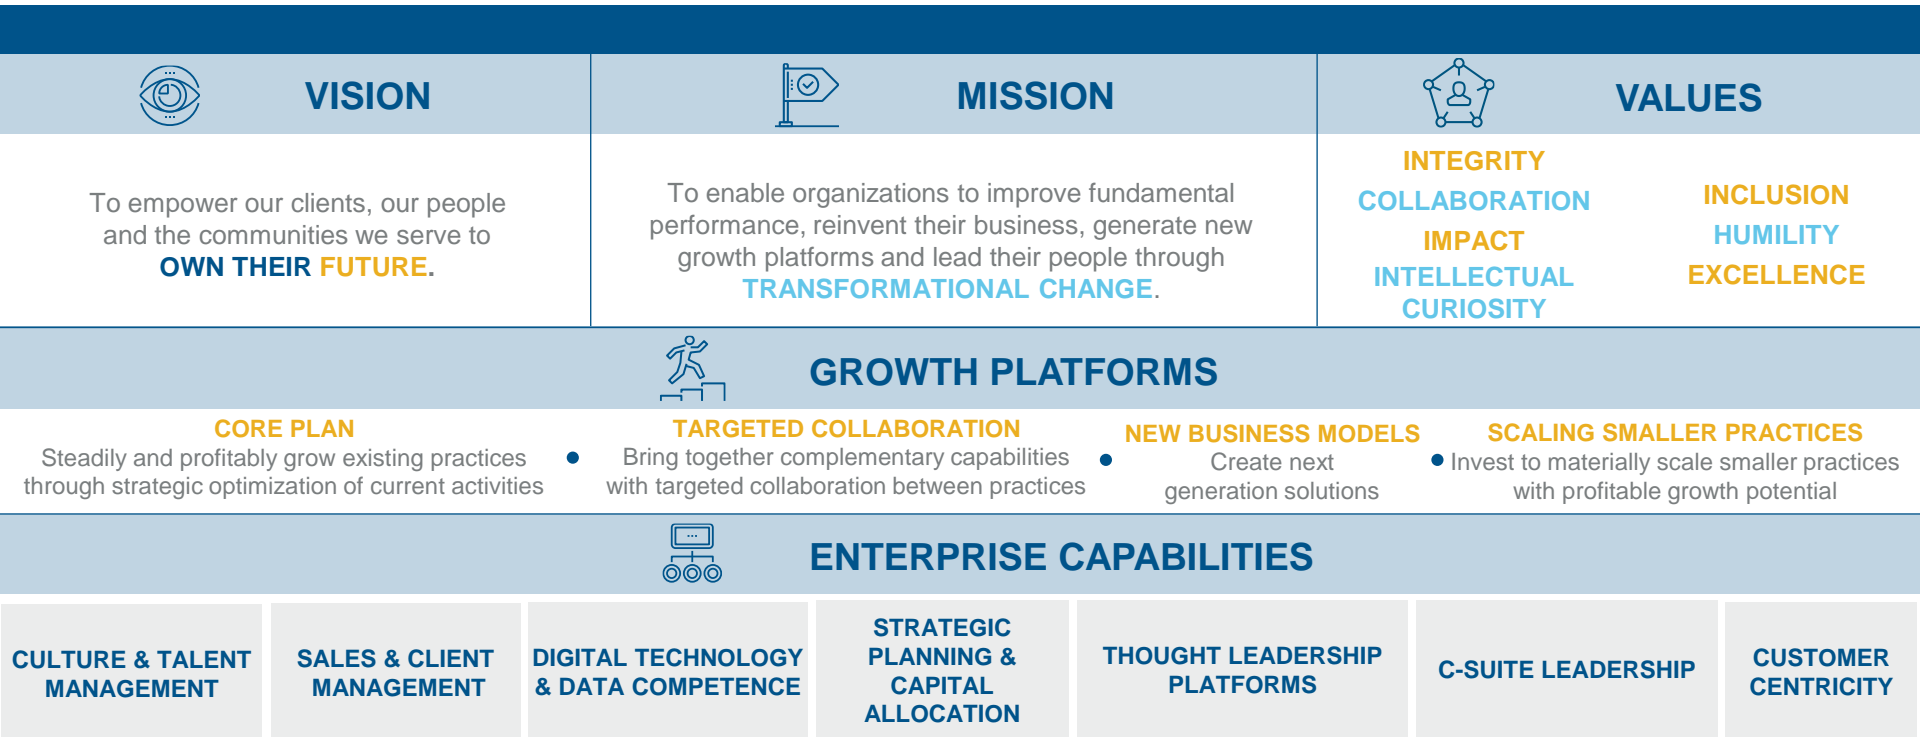 VISION
To empower our clients, our people
and the communities we serve to
OWN THEIR FUTURE.
MISSION
To enable organizations to improve fundamental
performance, reinvent their business, generate new
growth platforms and lead their people through
TRANSFORMATIONAL CHANGE.
VALUES
INTEGRITY
COLLABORATION
IMPACT
INTELLECTUAL
CURIOSITY
INCLUSION
HUMILITY
EXCELLENCE
GROWTH PLATFORMS
CORE PLAN
Steadily and profitably grow existing practices
through strategic optimization of current activities
TARGETED COLLABORATION
Bring together complementary capabilities
with targeted collaboration between practices
NEW BUSINESS MODELS
Create next
generation solutions
SCALING SMALLER PRACTICES
Invest to materially scale smaller practices
with profitable growth potential
ENTERPRISE CAPABILITIES
CULTURE & TALENT
MANAGEMENT
SALES & CLIENT
MANAGEMENT
DIGITAL TECHNOLOGY
& DATA COMPETENCE
STRATEGIC
PLANNING &
CAPITAL
ALLOCATION
THOUGHT LEADERSHIP
PLATFORMS
C-SUITE LEADERSHIP
CUSTOMER
CENTRICITY